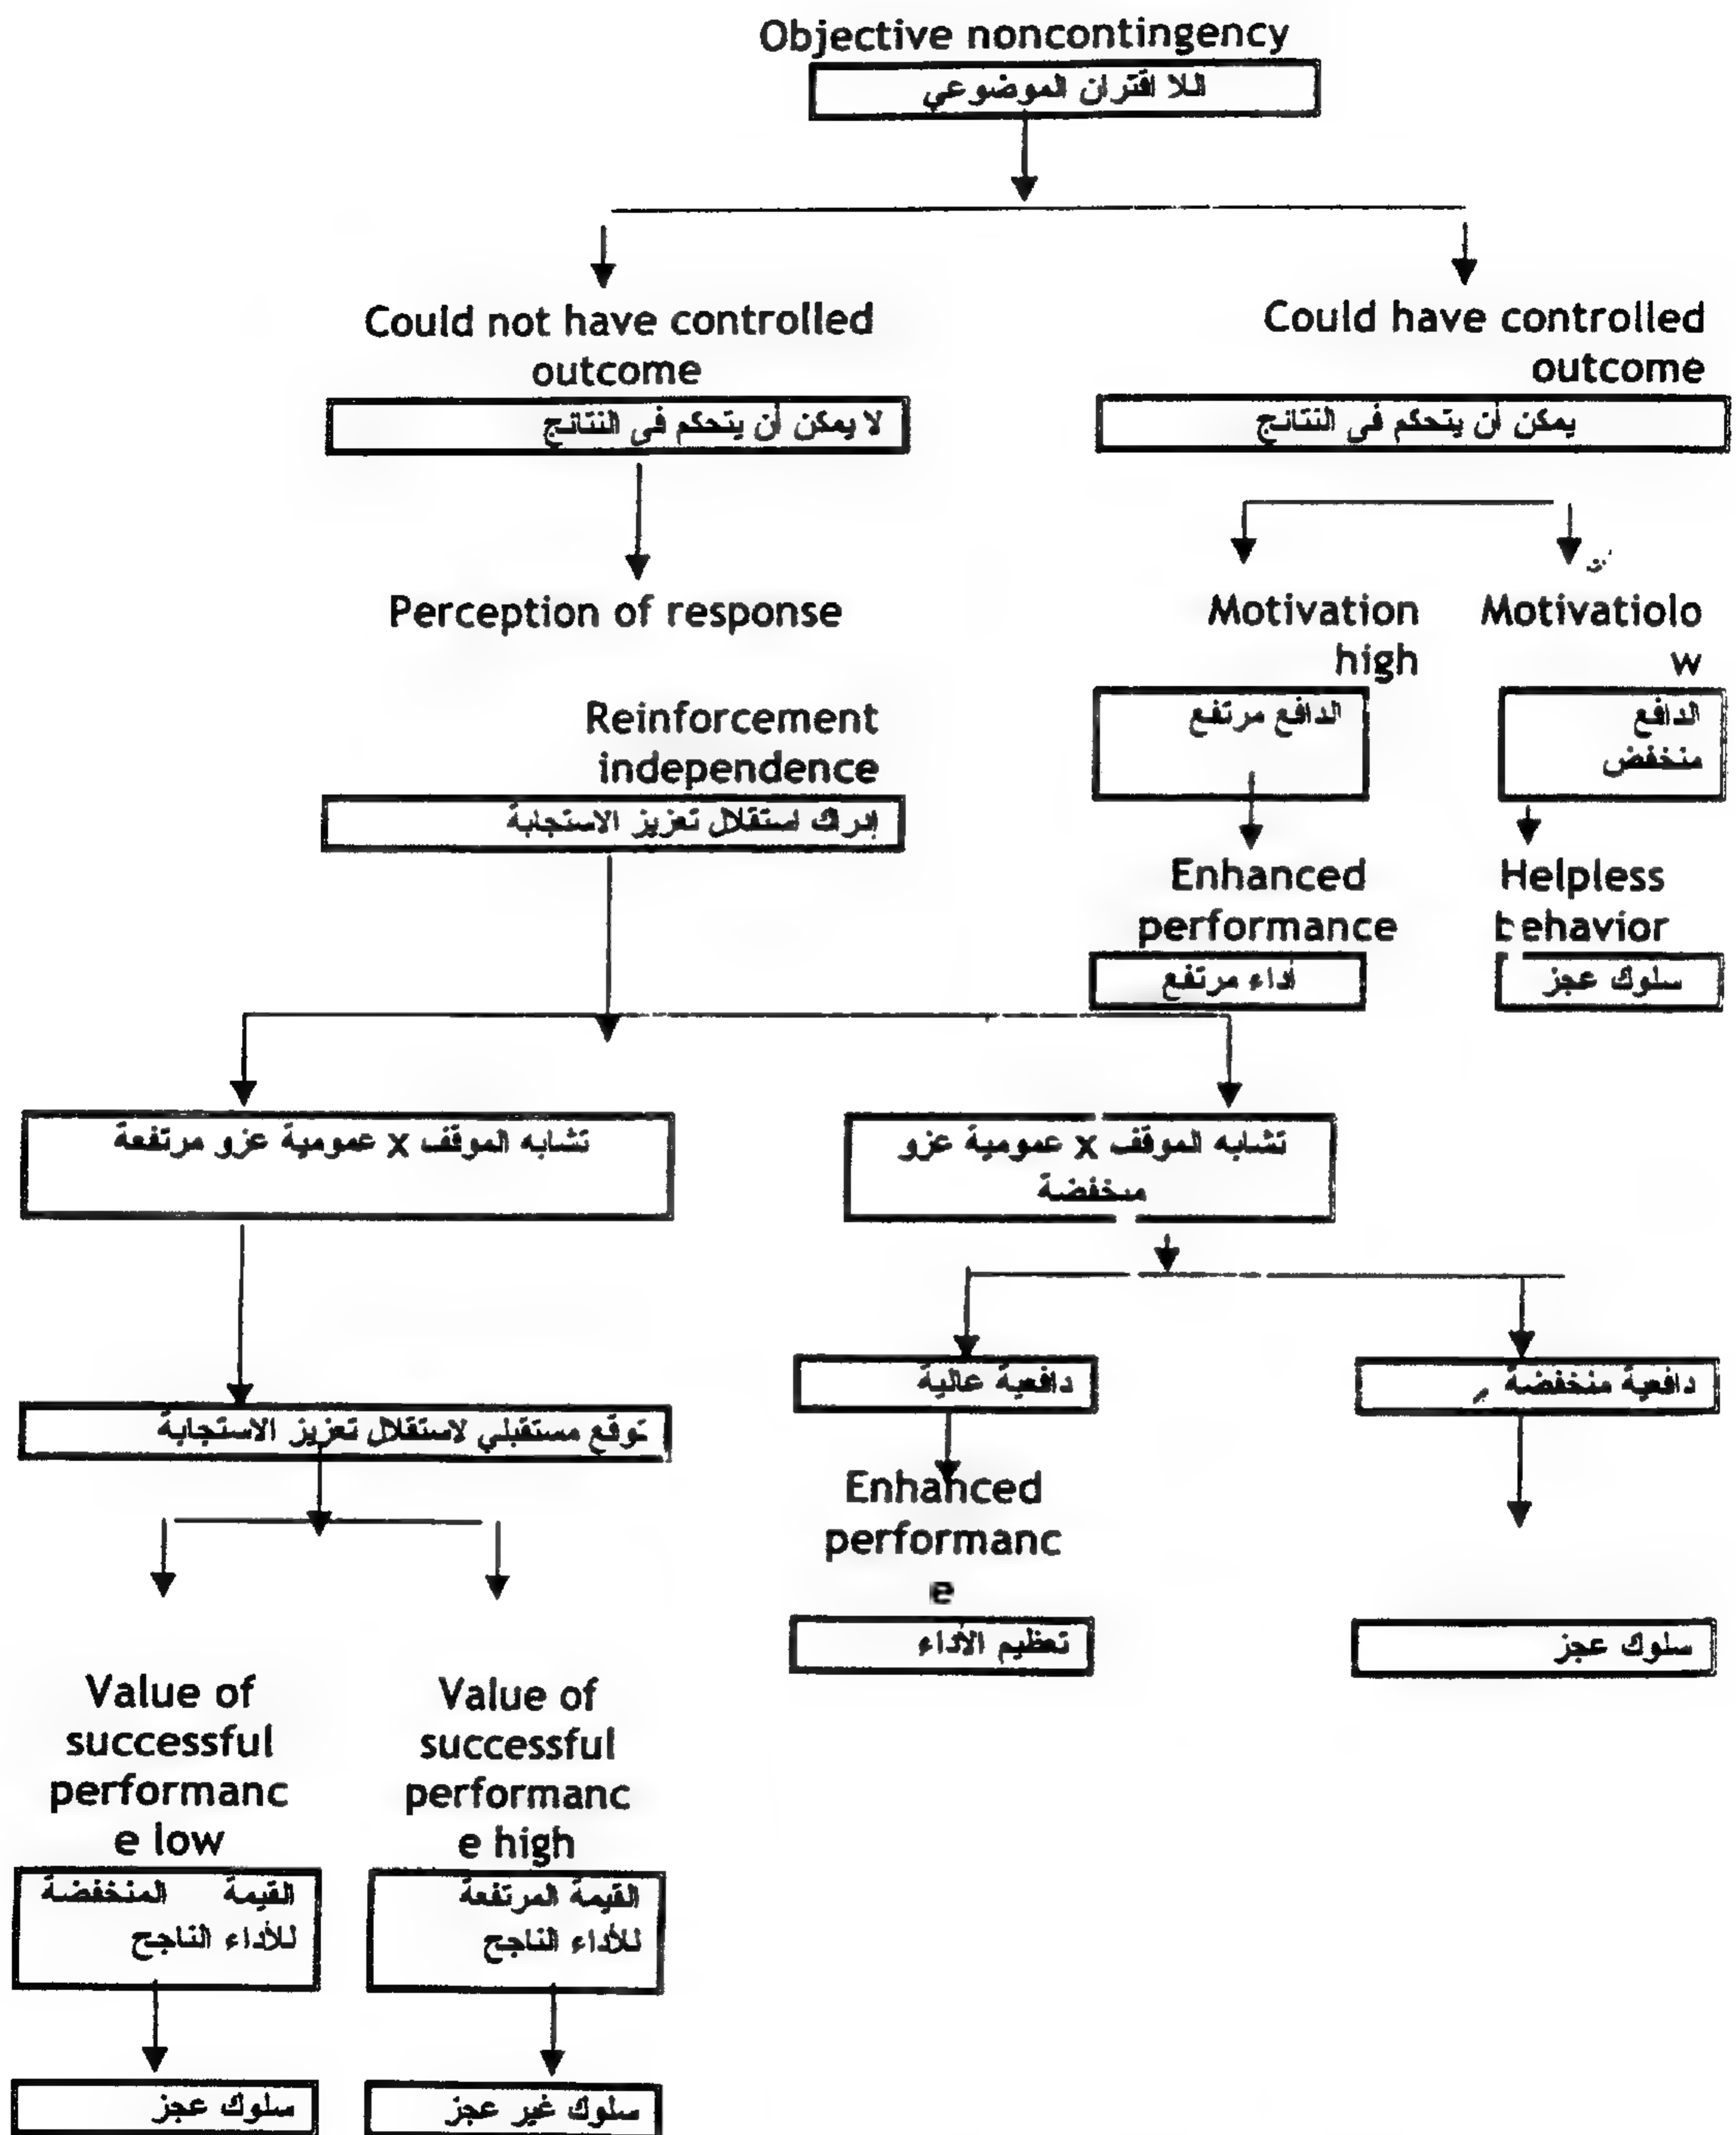 Objective noncontingency
اللا اقتران الموضوعي
Could not have controlled
outcome
لا يمكن أن يتحكم في النتائج
Could have controlled
outcome
يمكن أن يتحكم في النتائج
Perception of response
Reinforcement
independence
إدراك استقلال تعزيز الاستجابة
Motivation
high
الدافع مرتفع
Motivatiolo
w
الدافع
منخفض
Enhanced
performance
أداء مرتفع
Helpless
behavior
سلوك عجز
تشابه الموقف x عمومية عزو مرتفعة
تشابه الموقف x عمومية عزو
منخفضة
توقع مستقبلي لاستقلال تعزيز الاستجابة
دافعية عالية
دافعية منخفضة
Enhanced
performanc
e
تعظيم الأداء
سلوك عجز
Value of
successful
performanc
e low
القيمة المنخفضة
للأداء الناجح
Value of
successful
performanc
e high
القيمة المرتفعة
للأداء الناجح
سلوك عجز
سلوك غير عجز